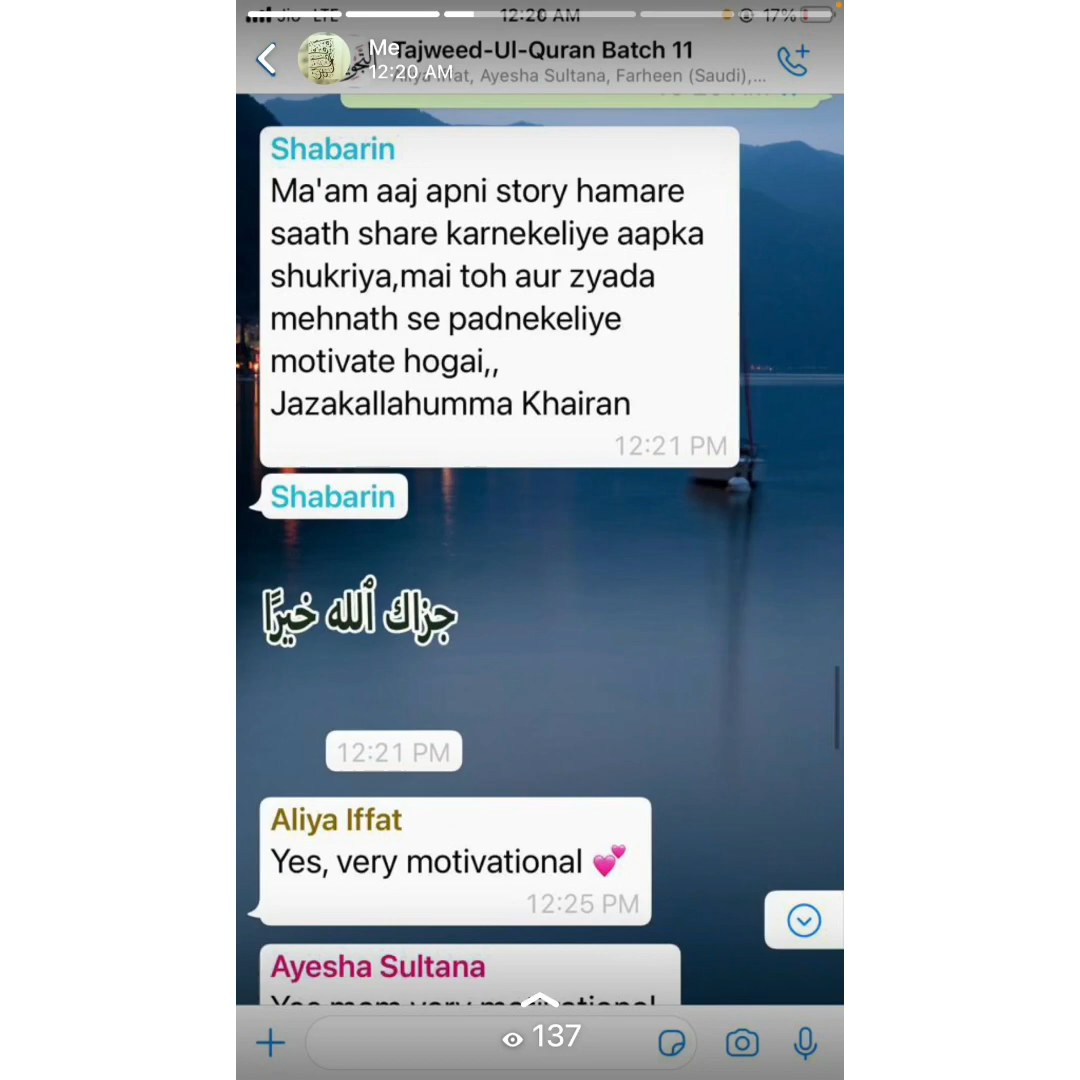 Jio LTE 12:20 AM 17%
Me
Tajweed-Ul-Quran Batch 11
12:20 AM
Ayesha Sultana, Farheen (Saudi),...
Shabarin
Ma'am aaj apni story hamare
saath share karnekeliye aapka
shukriya,mai toh aur zyada
mehnath se padnekeliye
motivate hogai,,
Jazakallahumma Khairan
12:21 PM
Shabarin
جزاك ٱلله خيرًا
12:21 PM
Aliya Iffat
Yes, very motivational 💕
12:25 PM
Ayesha Sultana
137